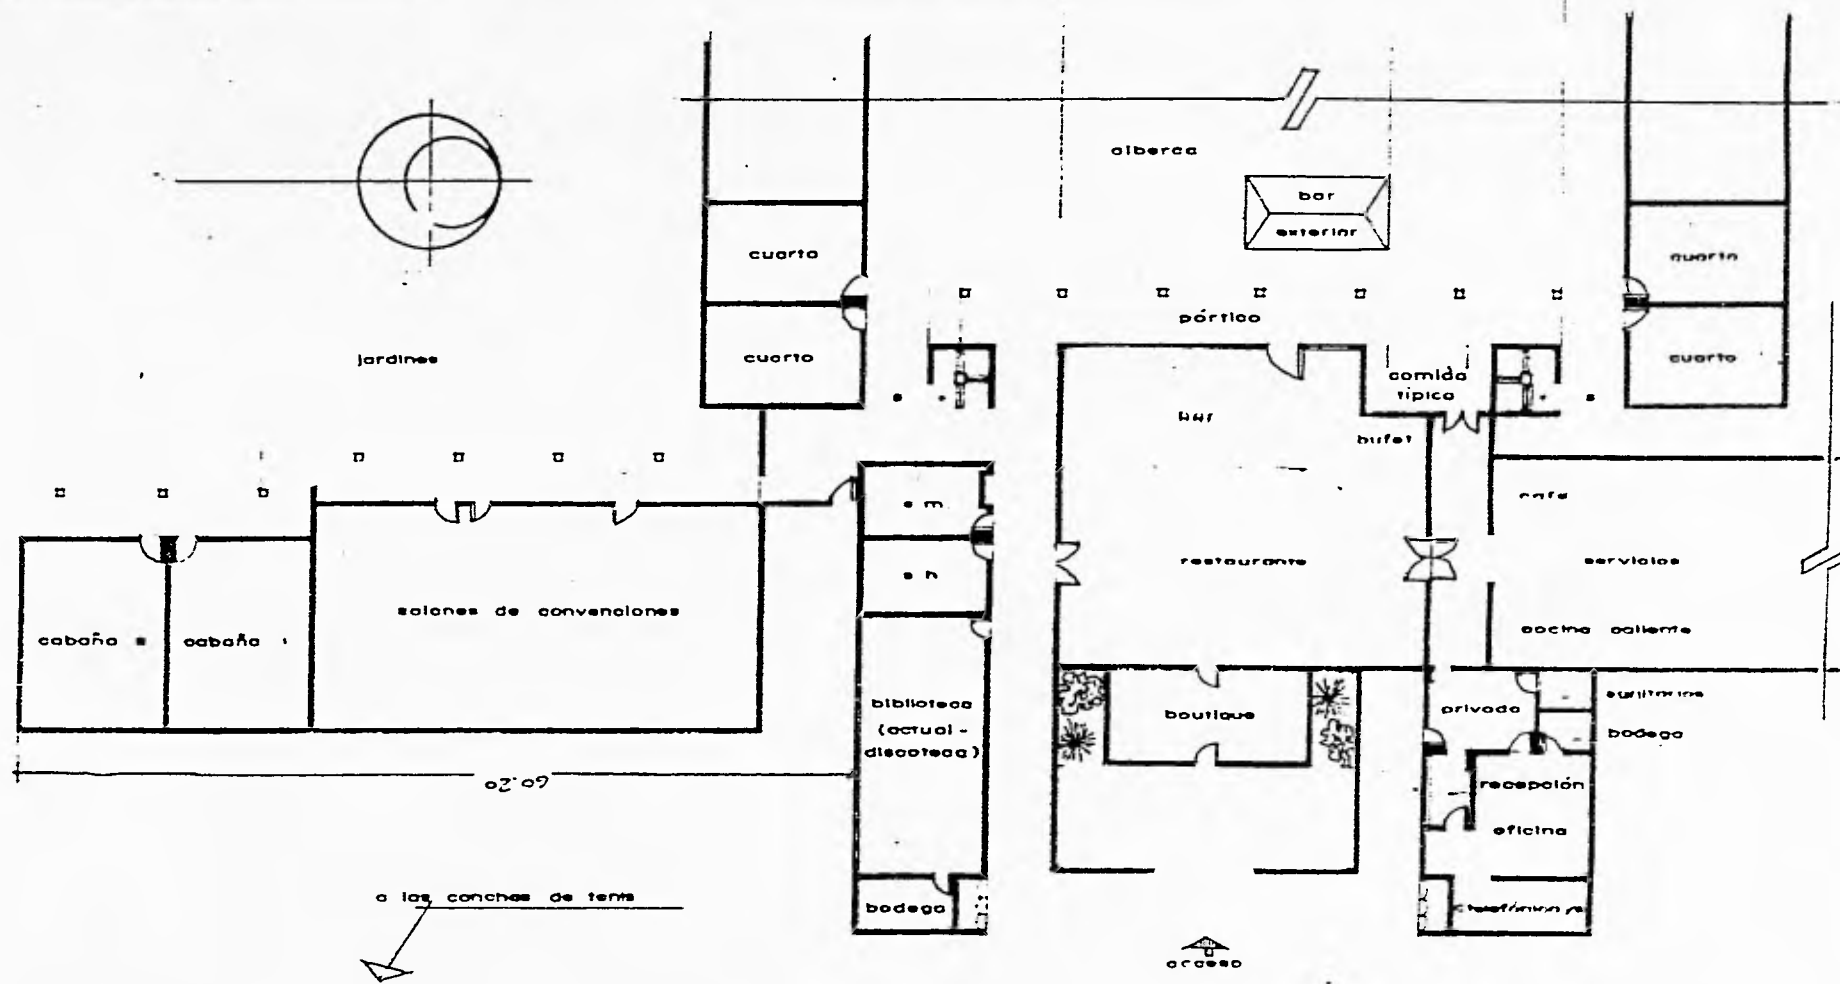 alberca
bar
exterior
cuarto
cuarto
pórtico
cuarto
cuarto
jardines
comida
típica
bar
bufet
s m
cafe
s h
restaurante
servicios
salones de convenciones
cabaña
cabaña
cocina caliente
biblioteca
(actual-
discoteca)
boutique
privado
sanitarios
bodega
60.20
recepción
oficina
a las canchas de tenis
bodega
acceso